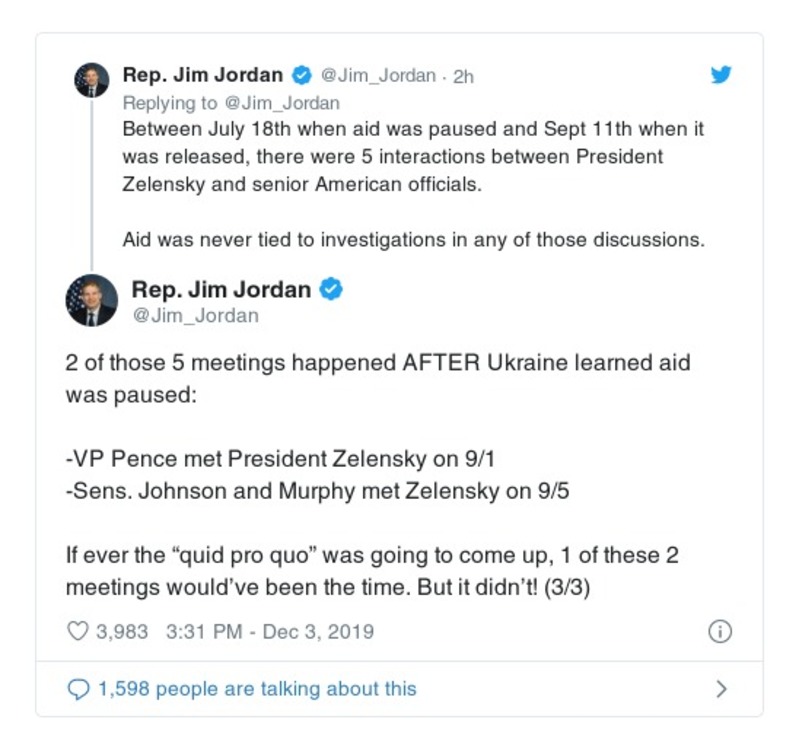 Rep. Jim Jordan @Jim_Jordan · 2h
Replying to @Jim_Jordan
Between July 18th when aid was paused and Sept 11th when it
was released, there were 5 interactions between President
Zelensky and senior American officials.
Aid was never tied to investigations in any of those discussions.
Rep. Jim Jordan
@Jim_Jordan
2 of those 5 meetings happened AFTER Ukraine learned aid
was paused:
-VP Pence met President Zelensky on 9/1
-Sens. Johnson and Murphy met Zelensky on 9/5
If ever the “quid pro quo” was going to come up, 1 of these 2
meetings would’ve been the time. But it didn’t! (3/3)
3,983 3:31 PM - Dec 3, 2019
1,598 people are talking about this